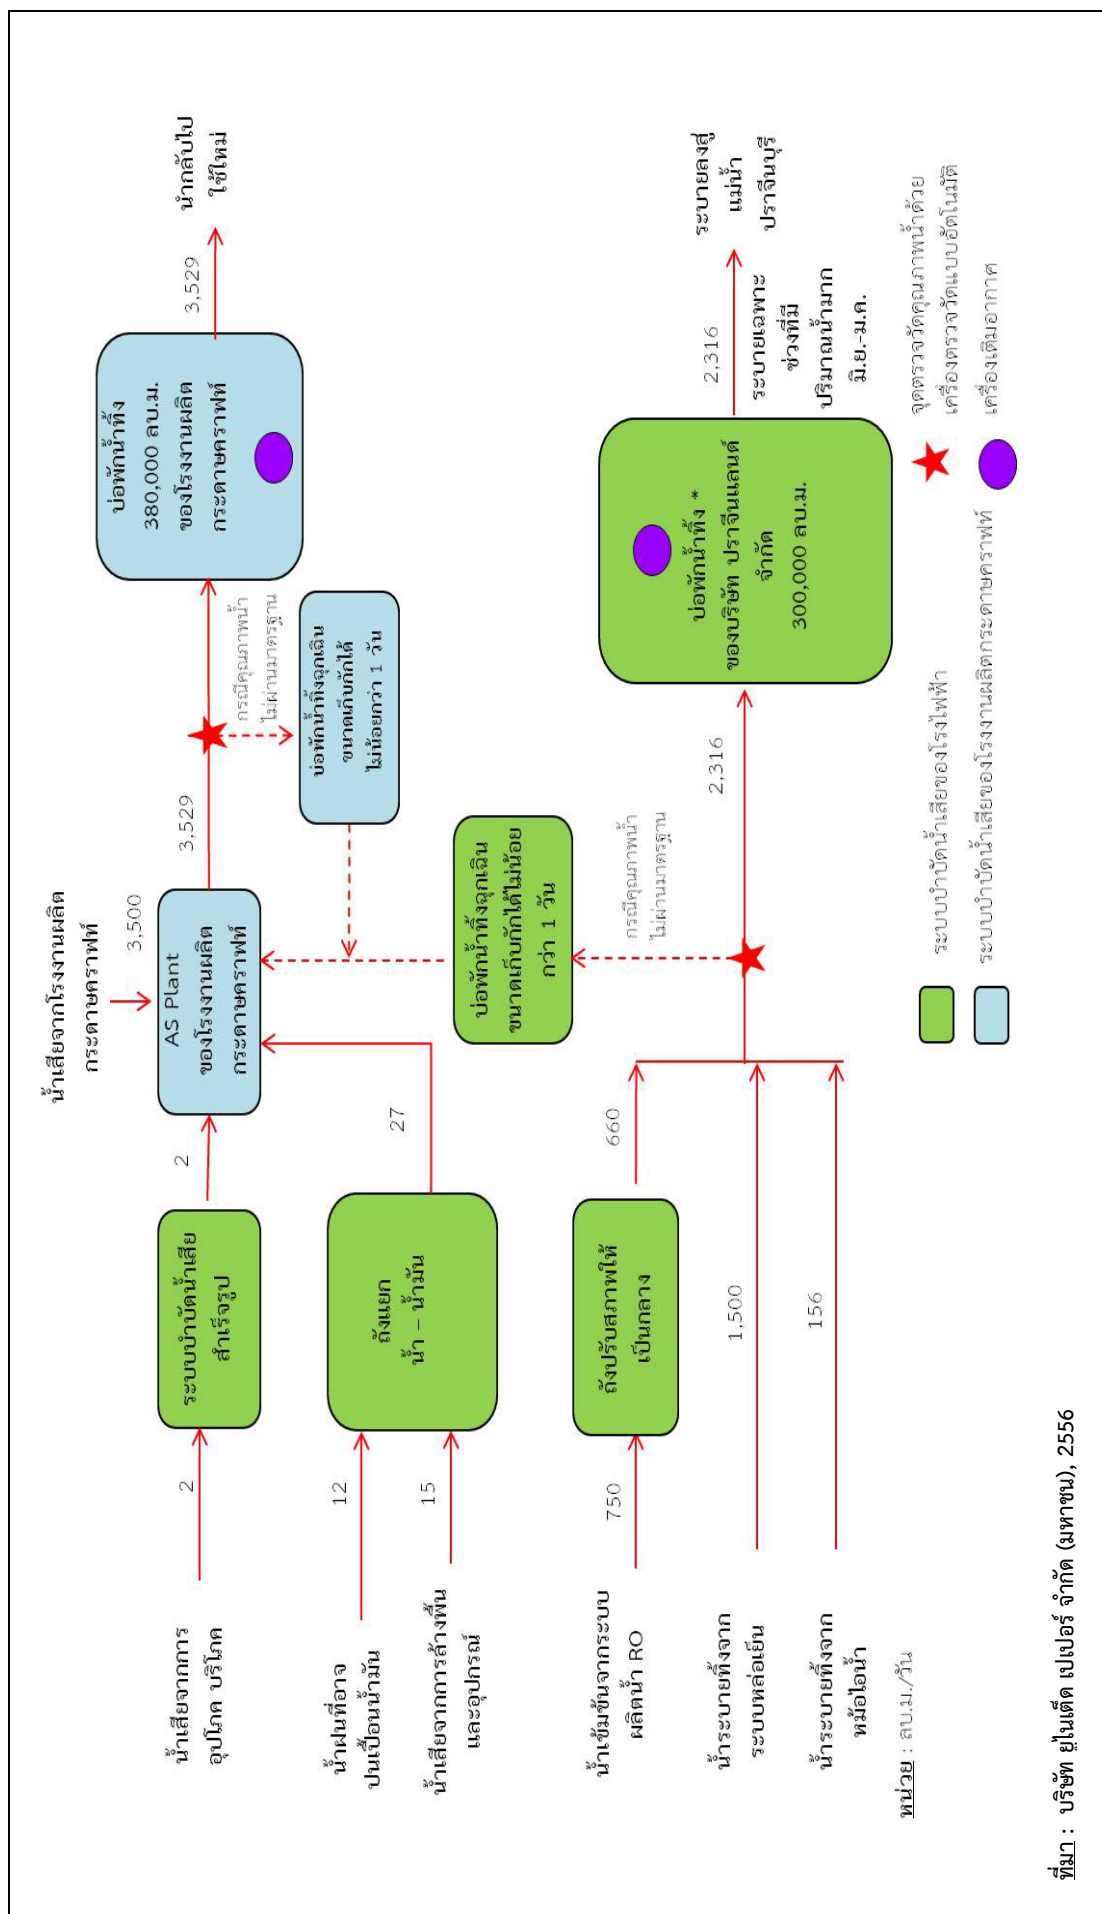 น้ำเสียจากโรงงานผลิต
กระดาษคราฟท์
3,500
น้ำเสียจากการ
อุปโภค บริโภค
2
ระบบบำบัดน้ำเสีย
สำเร็จรูป
2
AS Plant
ของโรงงานผลิต
กระดาษคราฟท์
3,529
กรณีคุณภาพน้ำ
ไม่ผ่านมาตรฐาน
บ่อพักน้ำทิ้ง
380,000 ลบ.ม.
ของโรงงานผลิต
กระดาษคราฟท์
3,529
นำกลับไป
ใช้ใหม่
น้ำฝนที่อาจ
ปนเปื้อนน้ำมัน
12
น้ำเสียจากการล้างพื้น
และอุปกรณ์
15
ถังแยก
น้ำ – น้ำมัน
27
บ่อพักน้ำทิ้งฉุกเฉิน
ขนาดเก็บกักได้
ไม่น้อยกว่า 1 วัน
บ่อพักน้ำทิ้งฉุกเฉิน
ขนาดเก็บกักได้ไม่น้อย
กว่า 1 วัน
กรณีคุณภาพน้ำ
ไม่ผ่านมาตรฐาน
น้ำเข้มข้นจากระบบ
ผลิตน้ำ RO
750
ถังปรับสภาพให้
เป็นกลาง
660
น้ำระบายทิ้งจาก
ระบบหล่อเย็น
1,500
น้ำระบายทิ้งจาก
หม้อไอน้ำ
156
2,316
บ่อพักน้ำทิ้ง *
ของบริษัท ปราจีนแลนด์
จำกัด
300,000 ลบ.ม.
2,316
ระบายเฉพาะ
ช่วงที่มี
ปริมาณน้ำมาก
มิ.ย.-ม.ค.
ระบายลงสู่
แม่น้ำ
ปราจีนบุรี
หน่วย : ลบ.ม./วัน
ระบบบำบัดน้ำเสียของโรงไฟฟ้า
ระบบบำบัดน้ำเสียของโรงงานผลิตกระดาษคราฟท์
จุดตรวจวัดคุณภาพน้ำด้วย
เครื่องตรวจวัดแบบอัตโนมัติ
เครื่องเติมอากาศ
ที่มา : บริษัท ยูไนเต็ด เปเปอร์ จำกัด (มหาชน), 2556